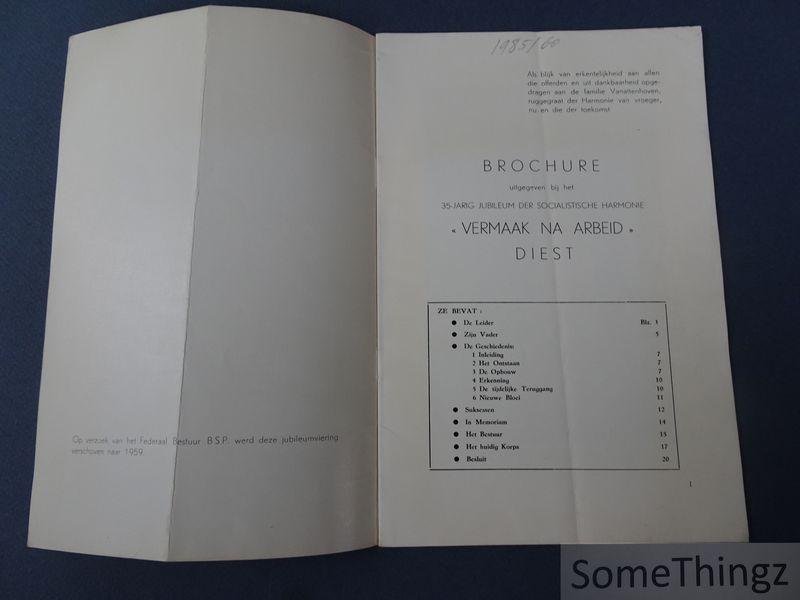 Op verzoek van het Federaal Bestuur B.S.P. werd deze jubileumviering
verschoven naar 1959.
1985/60
Als blijk van erkentelijkheid aan allen
die offerden en uit dankbaarheid opge-
dragen aan de familie Vanattenhoven,
ruggegraat der Harmonie van vroeger,
nu en die der toekomst
BROCHURE
uitgegeven bij het
35-JARIG JUBILEUM DER SOCIALISTISCHE HARMONIE
« VERMAAK NA ARBEID »
DIEST
ZE BEVAT :
● De Leider Blz. 3
● Zijn Vader 5
● De Geschiedenis:
1 Inleiding 7
2 Het Ontstaan 7
3 De Opbouw 7
4 Erkenning 10
5 De tijdelijke Teruggang 10
6 Nieuwe Bloei 11
● Suksessen 12
● In Memoriam 14
● Het Bestuur 15
● Het huidig Korps 17
● Besluit 20
1
SomeThingz